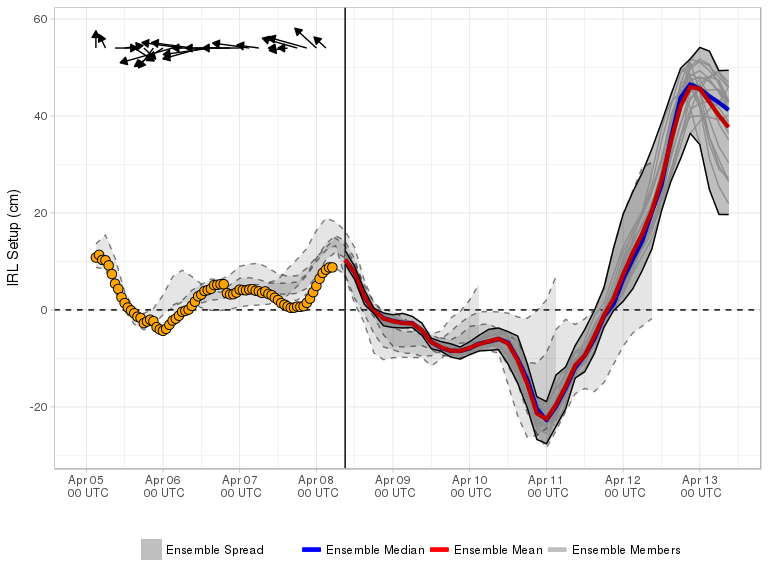 IRL Setup (cm)
60
40
20
0
-20
Apr 05 Apr 06 Apr 07 Apr 08 Apr 09 Apr 10 Apr 11 Apr 12 Apr 13
00 UTC 00 UTC 00 UTC 00 UTC 00 UTC 00 UTC 00 UTC 00 UTC 00 UTC
Ensemble Spread Ensemble Median Ensemble Mean Ensemble Members